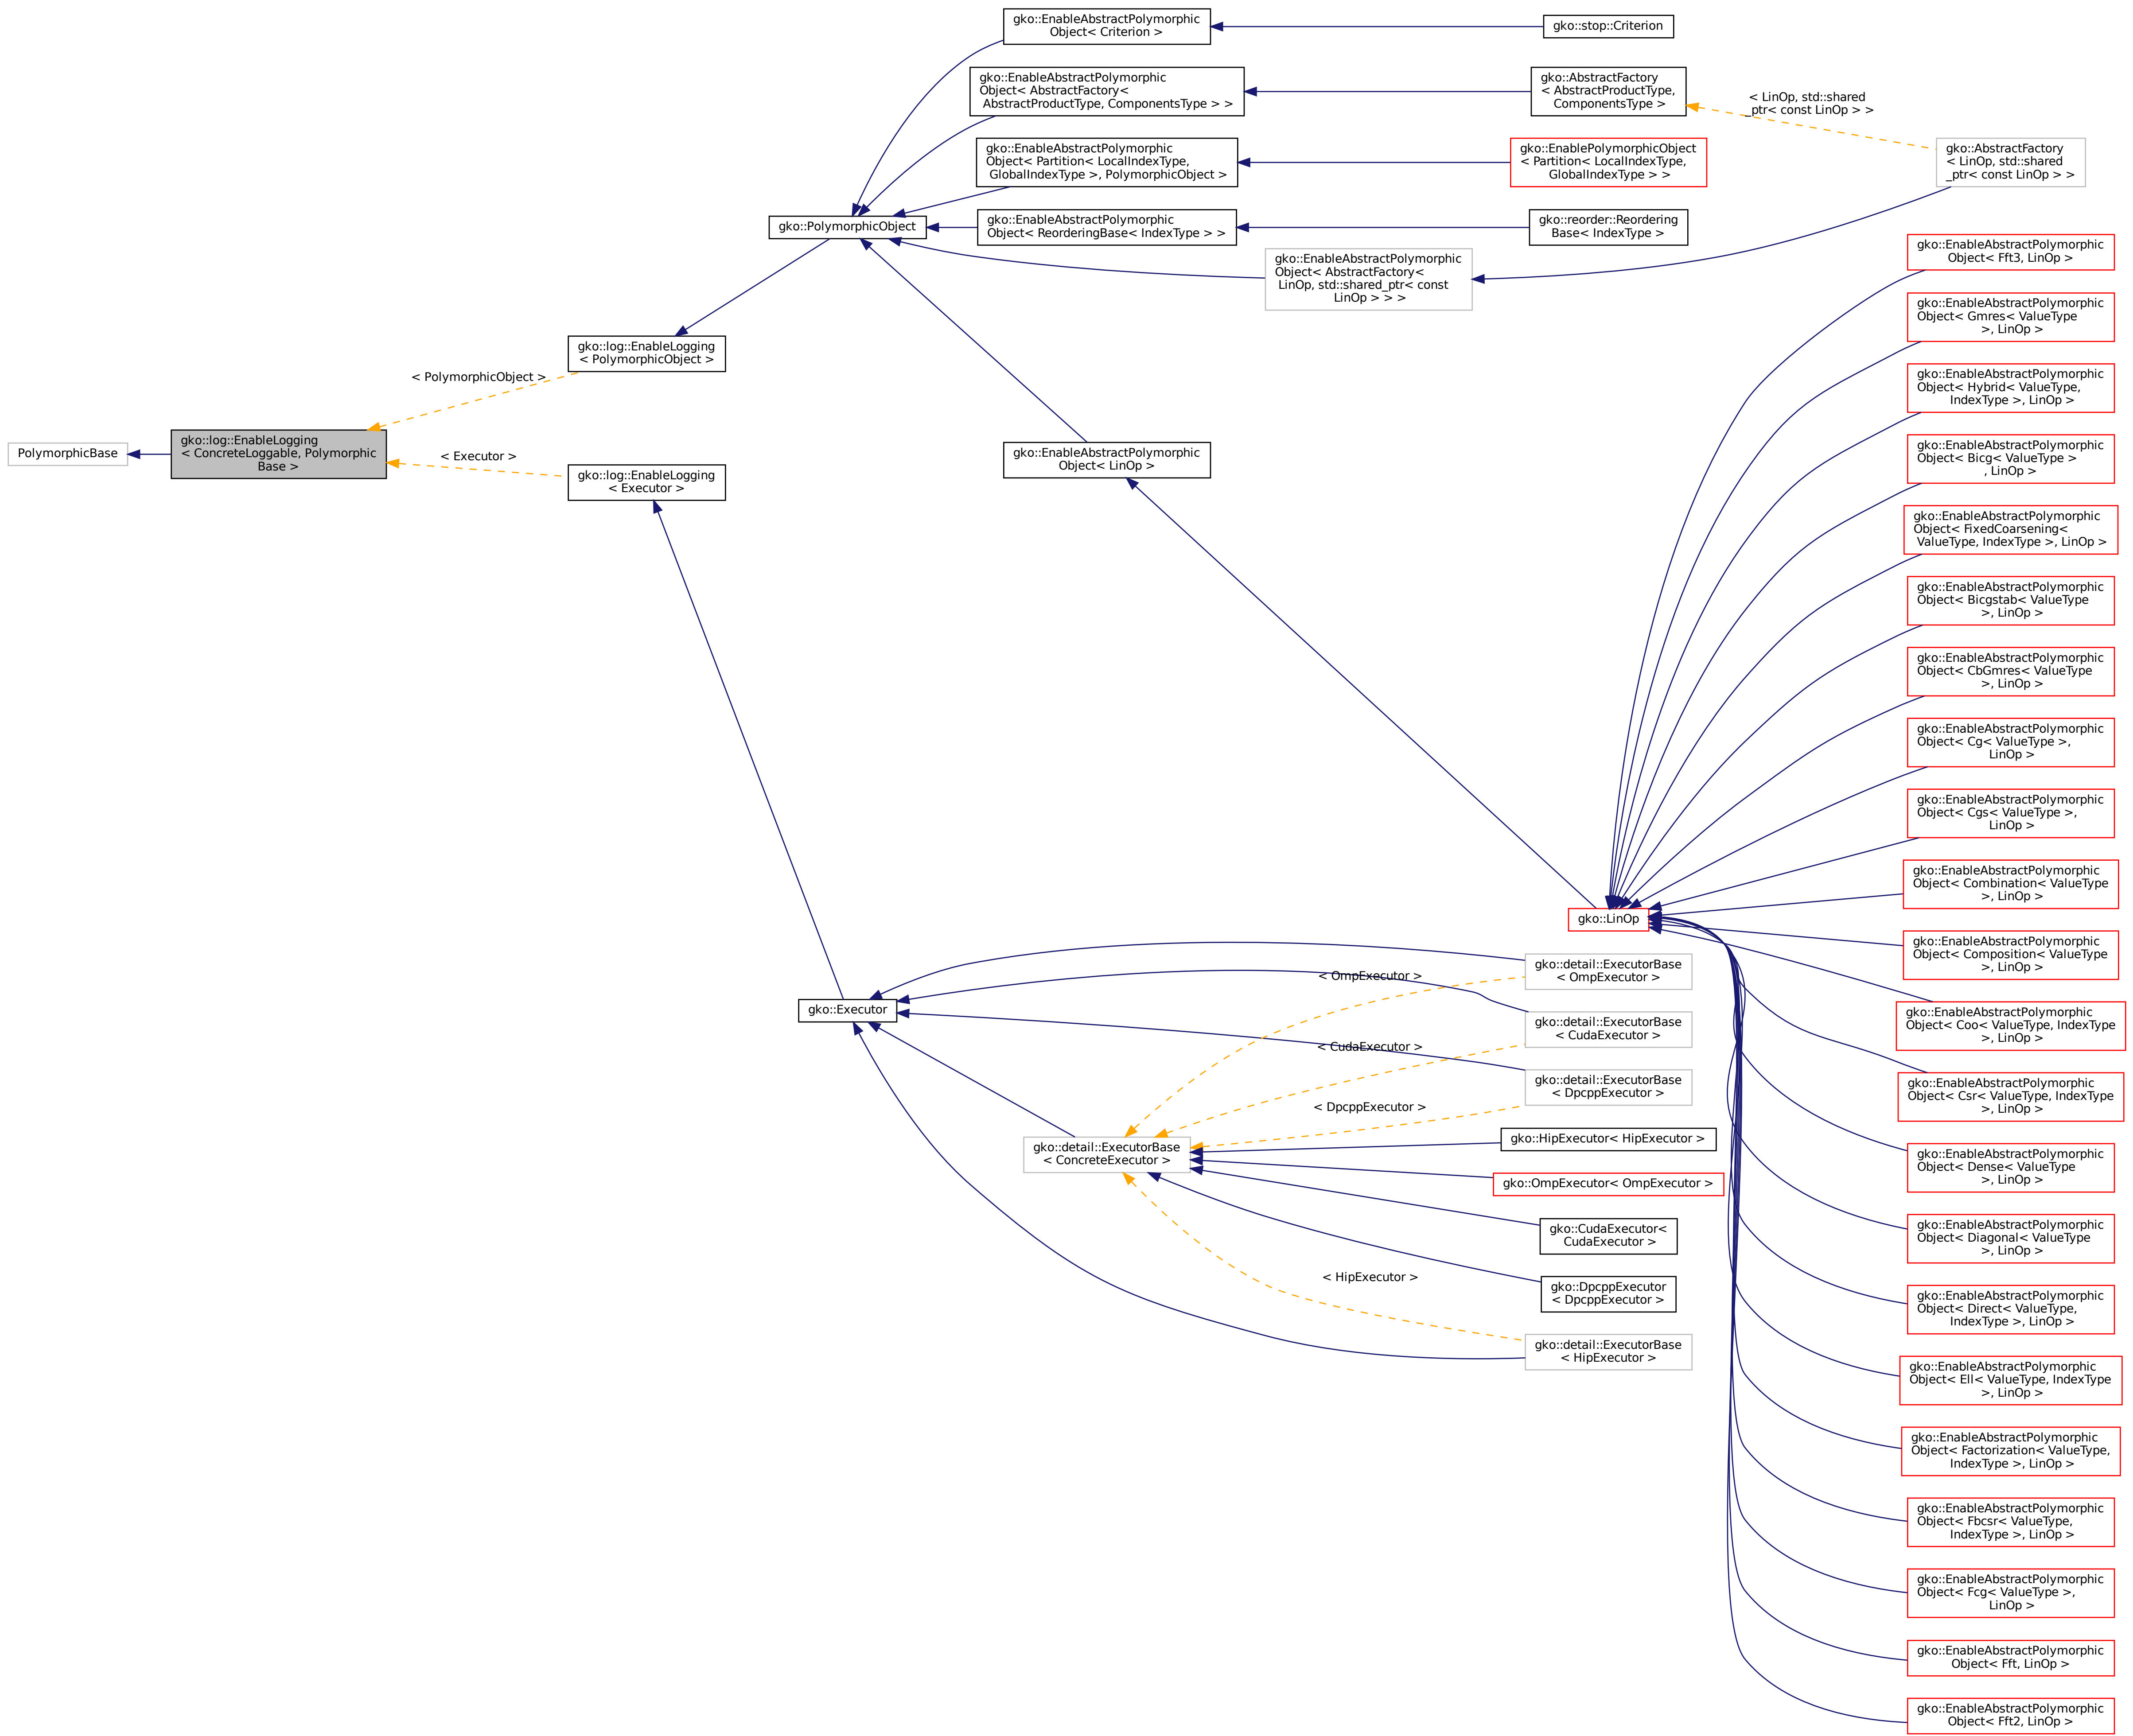 PolymorphicBase
gko::log::EnableLogging
< ConcreteLoggable, Polymorphic
Base >
< PolymorphicObject >
< Executor >
gko::log::EnableLogging
< PolymorphicObject >
gko::log::EnableLogging
< Executor >
gko::PolymorphicObject
gko::Executor
gko::EnableAbstractPolymorphic
Object< Criterion >
gko::EnableAbstractPolymorphic
Object< AbstractFactory<
AbstractProductType, ComponentsType > >
gko::EnableAbstractPolymorphic
Object< Partition< LocalIndexType,
GlobalIndexType >, PolymorphicObject >
gko::EnableAbstractPolymorphic
Object< ReorderingBase< IndexType > >
gko::EnableAbstractPolymorphic
Object< AbstractFactory<
LinOp, std::shared_ptr< const
LinOp > > >
gko::EnableAbstractPolymorphic
Object< LinOp >
gko::detail::ExecutorBase
< ConcreteExecutor >
< OmpExecutor >
< CudaExecutor >
< DpcppExecutor >
< HipExecutor >
gko::stop::Criterion
gko::AbstractFactory
< AbstractProductType,
ComponentsType >
gko::EnablePolymorphicObject
< Partition< LocalIndexType,
GlobalIndexType > >
gko::reorder::Reordering
Base< IndexType >
gko::LinOp
gko::detail::ExecutorBase
< OmpExecutor >
gko::detail::ExecutorBase
< CudaExecutor >
gko::detail::ExecutorBase
< DpcppExecutor >
gko::HipExecutor< HipExecutor >
gko::OmpExecutor< OmpExecutor >
gko::CudaExecutor<
CudaExecutor >
gko::DpcppExecutor
< DpcppExecutor >
gko::detail::ExecutorBase
< HipExecutor >
< LinOp, std::shared
_ptr< const LinOp > >
gko::AbstractFactory
< LinOp, std::shared
_ptr< const LinOp > >
gko::EnableAbstractPolymorphic
Object< Fft3, LinOp >
gko::EnableAbstractPolymorphic
Object< Gmres< ValueType
>, LinOp >
gko::EnableAbstractPolymorphic
Object< Hybrid< ValueType,
IndexType >, LinOp >
gko::EnableAbstractPolymorphic
Object< Bicg< ValueType >
, LinOp >
gko::EnableAbstractPolymorphic
Object< FixedCoarsening<
ValueType, IndexType >, LinOp >
gko::EnableAbstractPolymorphic
Object< Bicgstab< ValueType
>, LinOp >
gko::EnableAbstractPolymorphic
Object< CbGmres< ValueType
>, LinOp >
gko::EnableAbstractPolymorphic
Object< Cg< ValueType >,
LinOp >
gko::EnableAbstractPolymorphic
Object< Cgs< ValueType >,
LinOp >
gko::EnableAbstractPolymorphic
Object< Combination< ValueType
>, LinOp >
gko::EnableAbstractPolymorphic
Object< Composition< ValueType
>, LinOp >
gko::EnableAbstractPolymorphic
Object< Coo< ValueType, IndexType
>, LinOp >
gko::EnableAbstractPolymorphic
Object< Csr< ValueType, IndexType
>, LinOp >
gko::EnableAbstractPolymorphic
Object< Dense< ValueType
>, LinOp >
gko::EnableAbstractPolymorphic
Object< Diagonal< ValueType
>, LinOp >
gko::EnableAbstractPolymorphic
Object< Direct< ValueType,
IndexType >, LinOp >
gko::EnableAbstractPolymorphic
Object< Ell< ValueType, IndexType
>, LinOp >
gko::EnableAbstractPolymorphic
Object< Factorization< ValueType,
IndexType >, LinOp >
gko::EnableAbstractPolymorphic
Object< Fbcsr< ValueType,
IndexType >, LinOp >
gko::EnableAbstractPolymorphic
Object< Fcg< ValueType >,
LinOp >
gko::EnableAbstractPolymorphic
Object< Fft, LinOp >
gko::EnableAbstractPolymorphic
Object< Fft2, LinOp >